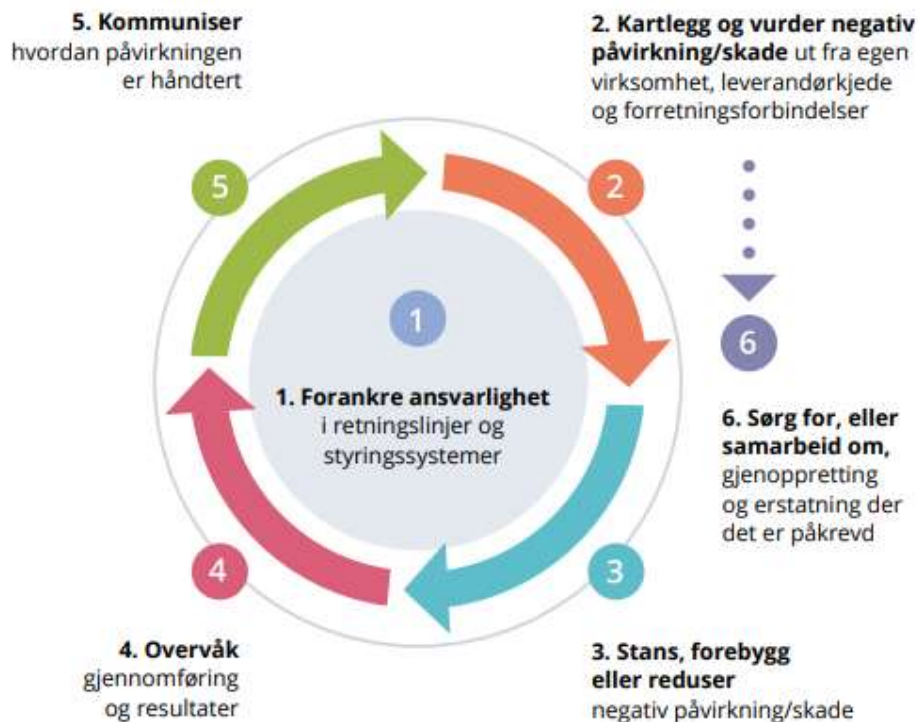 5. Kommuniser
hvordan påvirkningen
er håndtert
2. Kartlegg og vurder negativ
påvirkning/skade ut fra egen
virksomhet, leverandørkjede
og forretningsforbindelser
5
2
1
6
1. Forankre ansvarlighet
i retningslinjer og
styringssystemer
6. Sørg for, eller
samarbeid om,
gjenoppretting
og erstatning der
det er påkrevd
4
3
4. Overvåk
gjennomføring
og resultater
3. Stans, forebygg
eller reduser
negativ påvirkning/skade